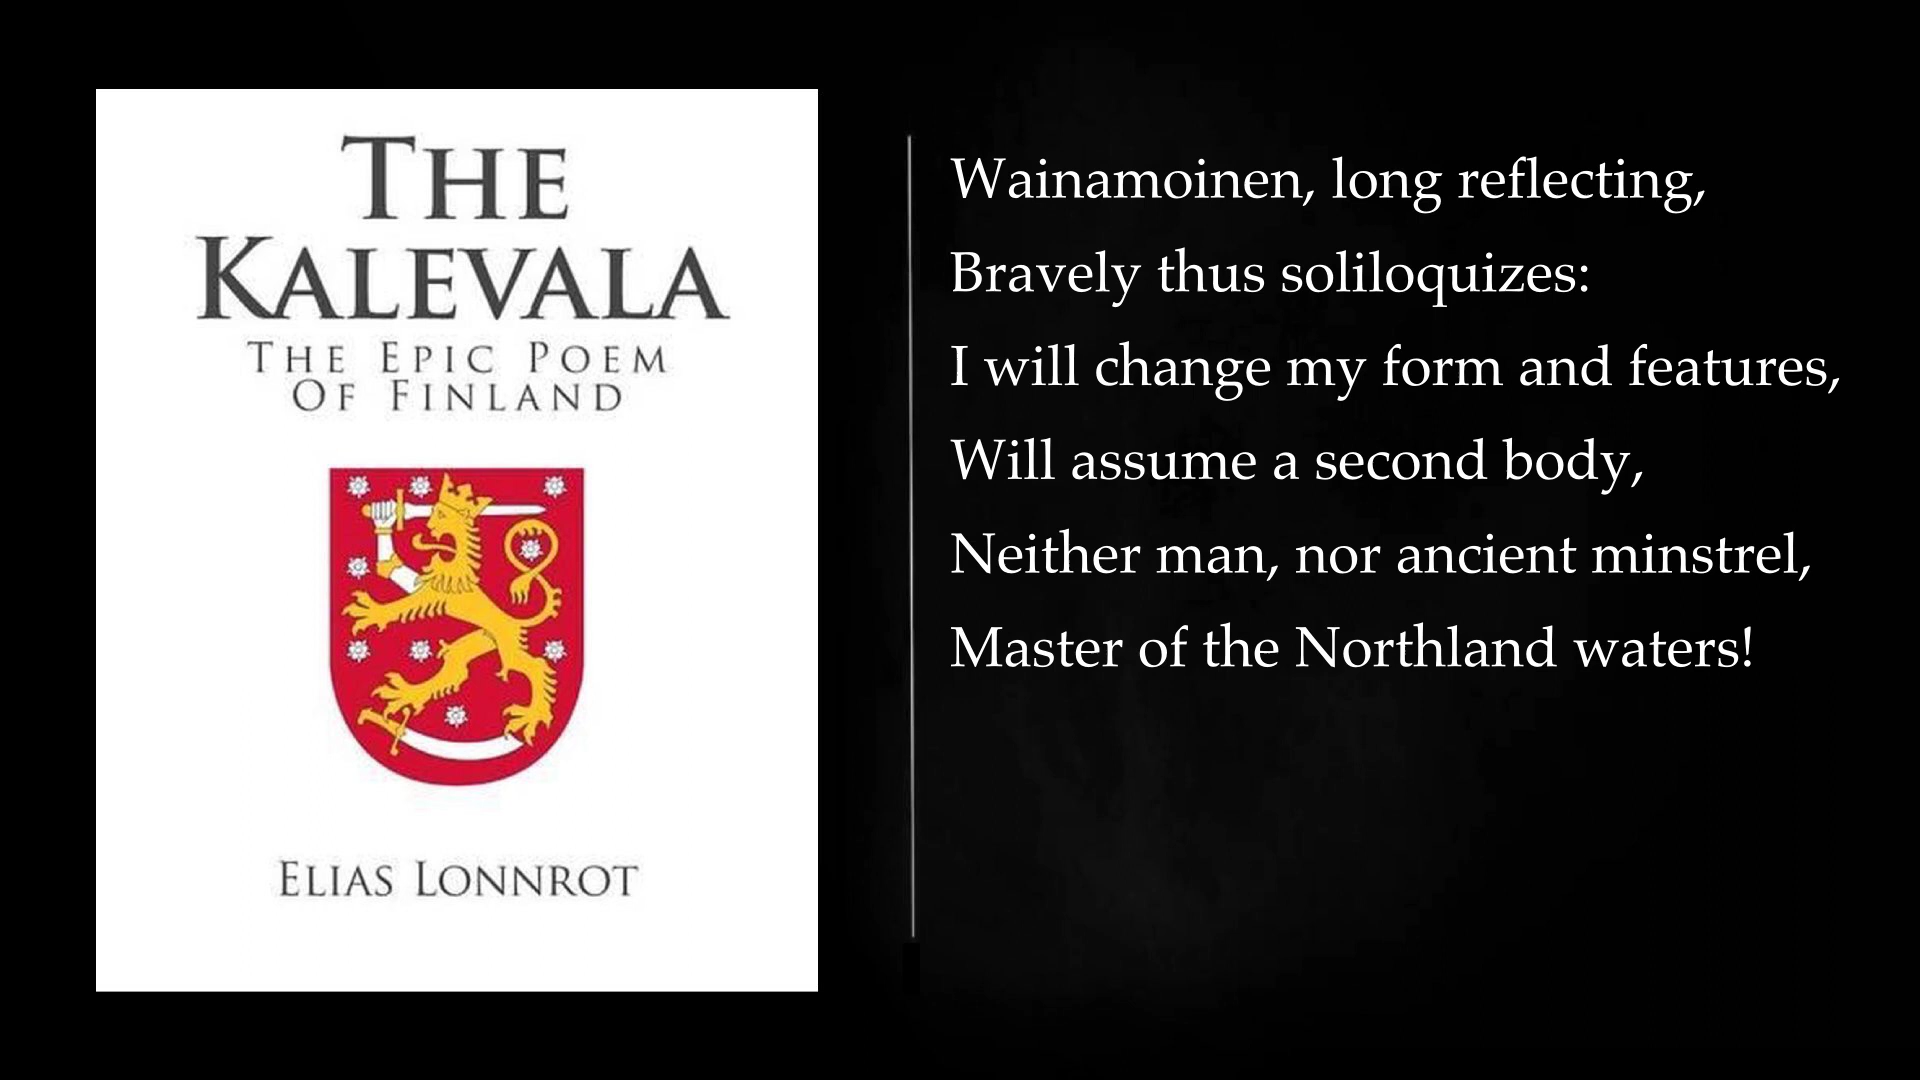 THE
KALEVALA
THE EPIC POEM
OF FINLAND
ELIAS LONNROT
Wainamoinen, long reflecting,
Bravely thus soliloquizes:
I will change my form and features,
Will assume a second body,
Neither man, nor ancient minstrel,
Master of the Northland waters!